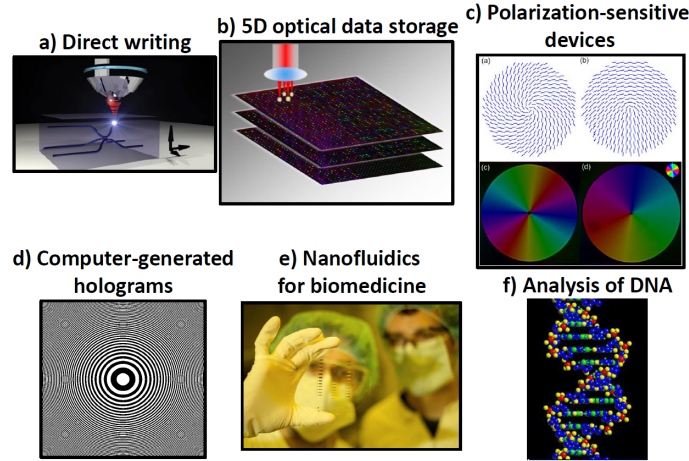 a) Direct writing
b) 5D optical data storage
c) Polarization-sensitive
devices
(a)
(b)
(c)
(d)
d) Computer-generated
holograms
e) Nanofluidics
for biomedicine
f) Analysis of DNA